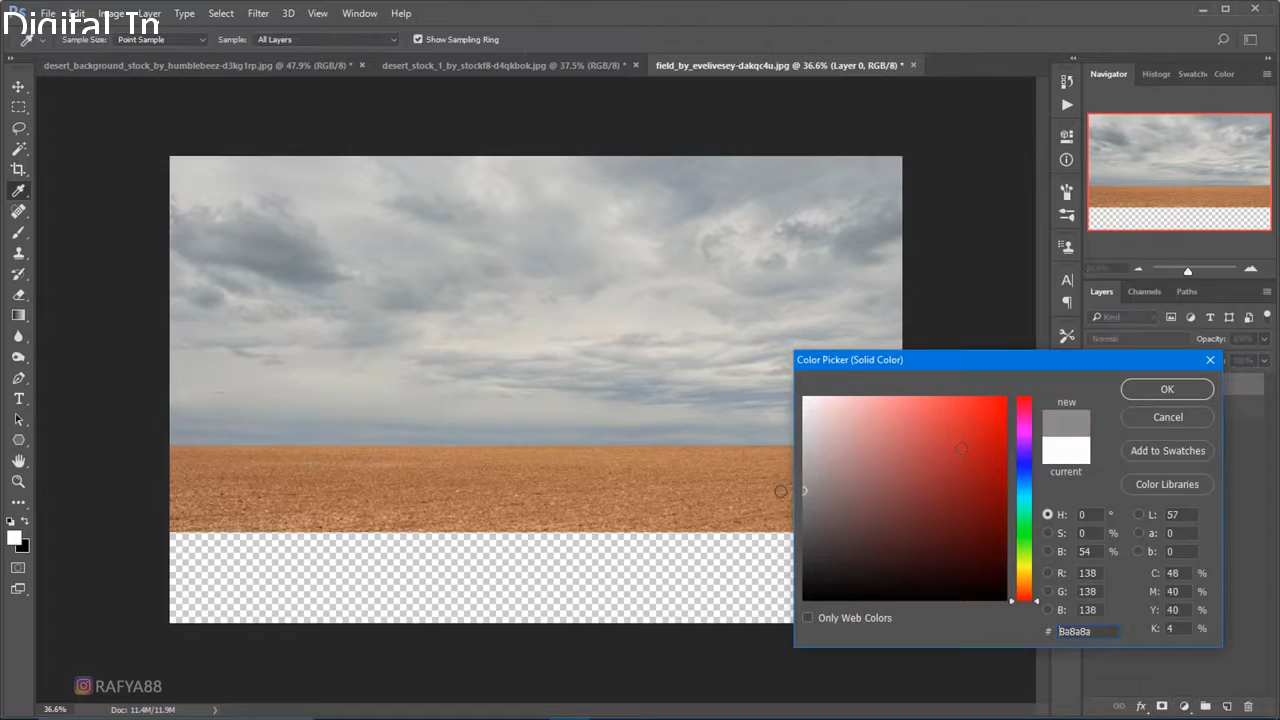 Digital Tn
File Edit Image Layer Type Select Filter 3D View Window Help
Sample Size: Point Sample Sample: All Layers Show Sampling Ring
desert_background_stock_by_humblebeez-d3kg1rp.jpg @ 47.9% (RGB/8) * ×
desert_stock_1_by_stockf8-d4qkbok.jpg @ 37.5% (RGB/8) * ×
field_by_evelivesey-dakqc4u.jpg @ 36.6% (Layer 0, RGB/8) * ×
Navigator Histogr Swatch Color
Layers Channels Paths
Kind
Normal Opacity:
Color Picker (Solid Color)
new
current
OK
Cancel
Add to Swatches
Color Libraries
H: 0 ° L: 57
S: 0 % a: 0
B: 54 % b: 0
R: 138 C: 48 %
G: 138 M: 40 %
B: 138 Y: 40 %
# 8a8a8a K: 4 %
Only Web Colors
RAFYA88
36.6% Doc: 11.4M/11.9M